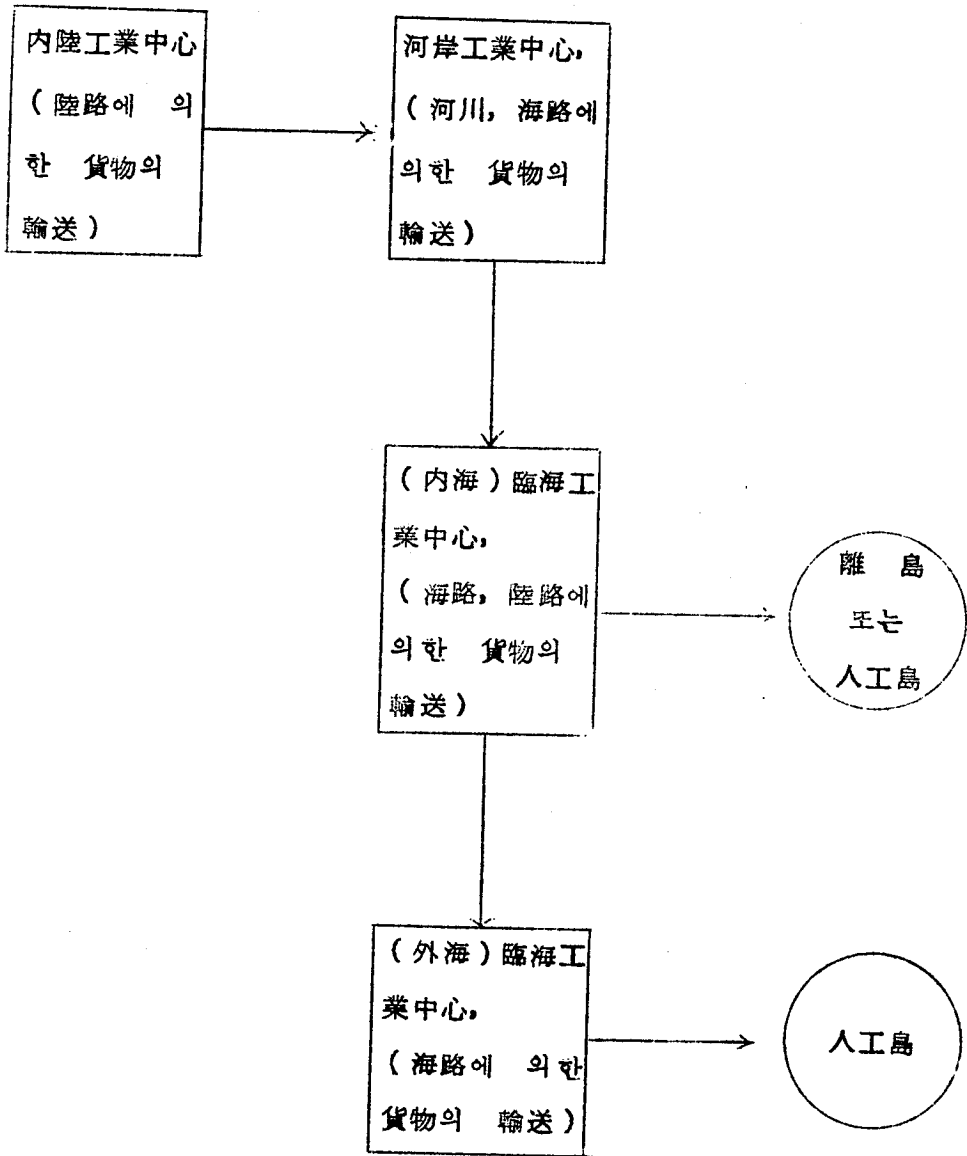 内陸工業中心
( 陸路에 의
한 貨物의
輸送 )
河岸工業中心,
( 河川, 海路에
의한 貨物의
輸送 )
( 内海 ) 臨海工
業中心,
( 海路, 陸路에
의한 貨物의
輸送 )
離 島
또는
人工島
( 外海 ) 臨海工
業中心,
( 海路에 의한
貨物의 輸送 )
人工島